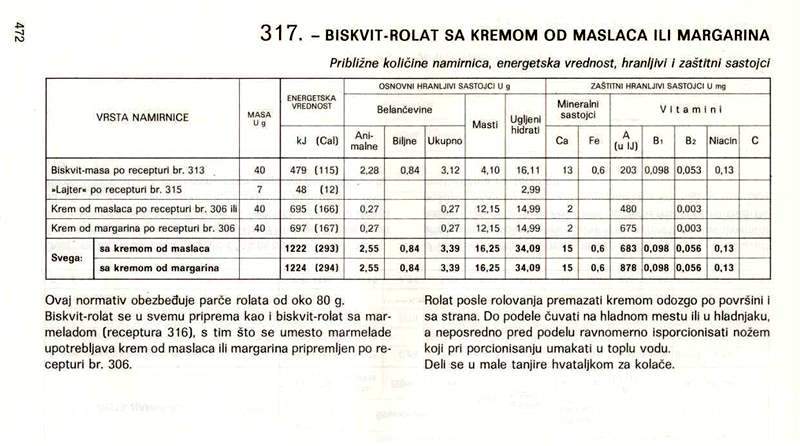 472
317. – BISKVIT-ROLAT SA KREMOM OD MASLACA ILI MARGARINA
Približne količine namirnica, energetska vrednost, hranljivi i zaštitni sastojci
VRSTA NAMIRNICE MASA U g ENERGETSKA VREDNOST OSNOVNI HRANLJIVI SASTOJCI U g ZAŠTITNI HRANLJIVI SASTOJCI U mg
Belančevine Masti Ugljeni hidrati Mineralni sastojci Vitamini
kJ (Cal) Ani-malne Biljne Ukupno Ca Fe A (u IJ) B1 B2 Niacin C
Biskvit-masa po recepturi br. 313 40 479 (115) 2,28 0,84 3,12 4,10 16,11 13 0,6 203 0,098 0,053 0,13
»Lajter« po recepturi br. 315 7 48 (12) 2,99
Krem od maslaca po recepturi br. 306 ili 40 695 (166) 0,27 0,27 12,15 14,99 2 480 0,003
Krem od margarina po recepturi br. 306 40 697 (167) 0,27 0,27 12,15 14,99 2 675 0,003
Svega: sa kremom od maslaca 1222 (293) 2,55 0,84 3,39 16,25 34,09 15 0,6 683 0,098 0,056 0,13
sa kremom od margarina 1224 (294) 2,55 0,84 3,39 16,25 34,09 15 0,6 878 0,098 0,056 0,13
Ovaj normativ obezbeđuje parče rolata od oko 80 g.
Biskvit-rolat se u svemu priprema kao i biskvit-rolat sa mar-
meladom (receptura 316), s tim što se umesto marmelade
upotrebljava krem od maslaca ili margarina pripremljen po re-
cepturi br. 306.
Rolat posle rolovanja premazati kremom odozgo po površini i
sa strana. Do podele čuvati na hladnom mestu ili u hladnjaku,
a neposredno pred podelu ravnomerno isporcionisati nožem
koji pri porcionisanju umakati u toplu vodu.
Deli se u male tanjire hvataljkom za kolače.